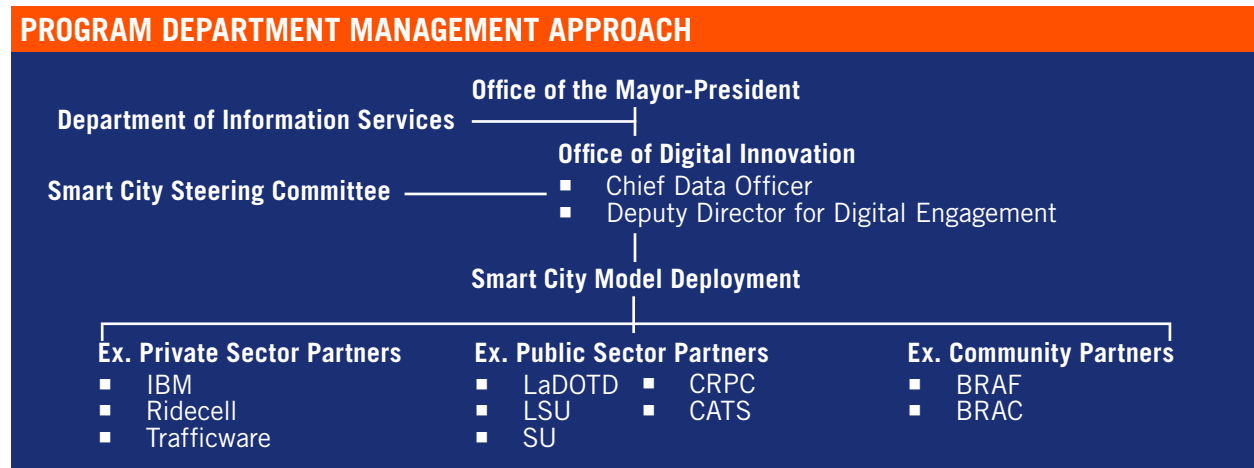 PROGRAM DEPARTMENT MANAGEMENT APPROACH
Office of the Mayor-President
Department of Information Services
Office of Digital Innovation
Smart City Steering Committee
▪ Chief Data Officer
▪ Deputy Director for Digital Engagement
Smart City Model Deployment
Ex. Private Sector Partners
▪ IBM
▪ Ridecell
▪ Trafficware
Ex. Public Sector Partners
▪ LaDOTD
▪ LSU
▪ SU
▪ CRPC
▪ CATS
Ex. Community Partners
▪ BRAF
▪ BRAC